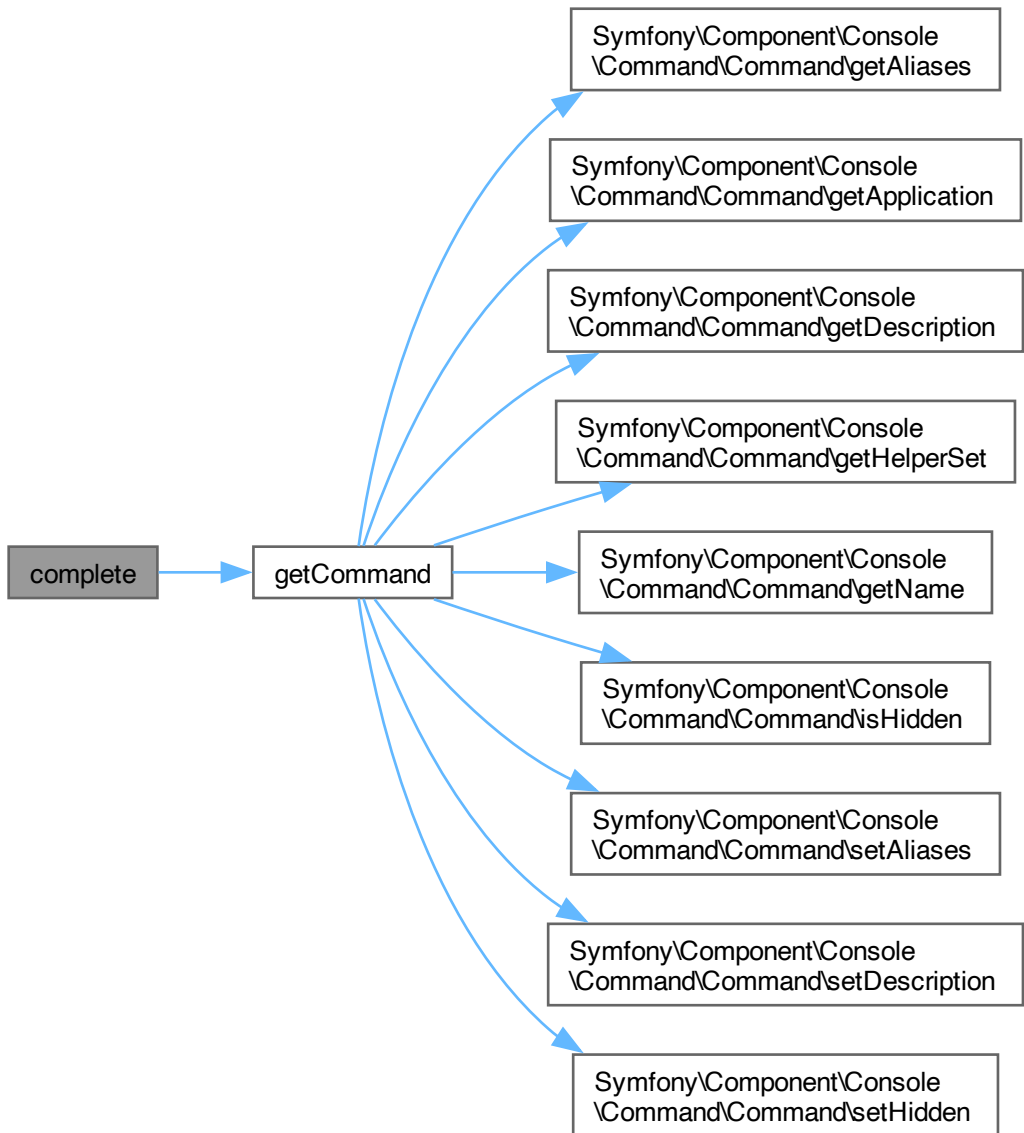 Symfony\Component\Console
\Command\Command\getAliases
Symfony\Component\Console
\Command\Command\getApplication
Symfony\Component\Console
\Command\Command\getDescription
Symfony\Component\Console
\Command\Command\getHelperSet
complete
getCommand
Symfony\Component\Console
\Command\Command\getName
Symfony\Component\Console
\Command\Command\isHidden
Symfony\Component\Console
\Command\Command\setAliases
Symfony\Component\Console
\Command\Command\setDescription
Symfony\Component\Console
\Command\Command\setHidden